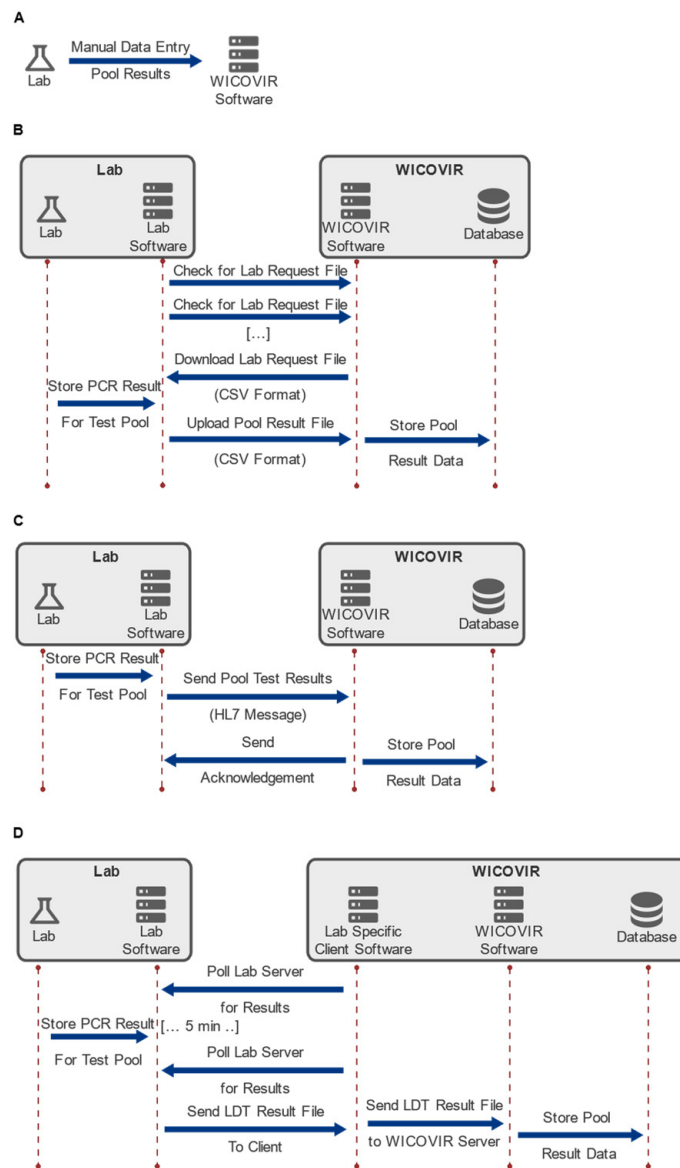 A
Manual Data Entry
Pool Results
Lab
WICOVIR
Software
B
Lab
WICOVIR
Lab
Lab
Software
WICOVIR
Software
Database
Check for Lab Request File
Check for Lab Request File
[...]
Download Lab Request File
(CSV Format)
Store PCR Result
For Test Pool
Upload Pool Result File
(CSV Format)
Store Pool
Result Data
C
Lab
WICOVIR
Lab
Lab
Software
WICOVIR
Software
Database
Store PCR Result
For Test Pool
Send Pool Test Results
(HL7 Message)
Send
Acknowledgement
Store Pool
Result Data
D
Lab
WICOVIR
Lab
Lab
Software
Lab Specific
Client Software
WICOVIR
Software
Database
Poll Lab Server
for Results
Store PCR Result
For Test Pool
[... 5 min ..]
Poll Lab Server
for Results
Send LDT Result File
To Client
Send LDT Result File
to WICOVIR Server
Store Pool
Result Data